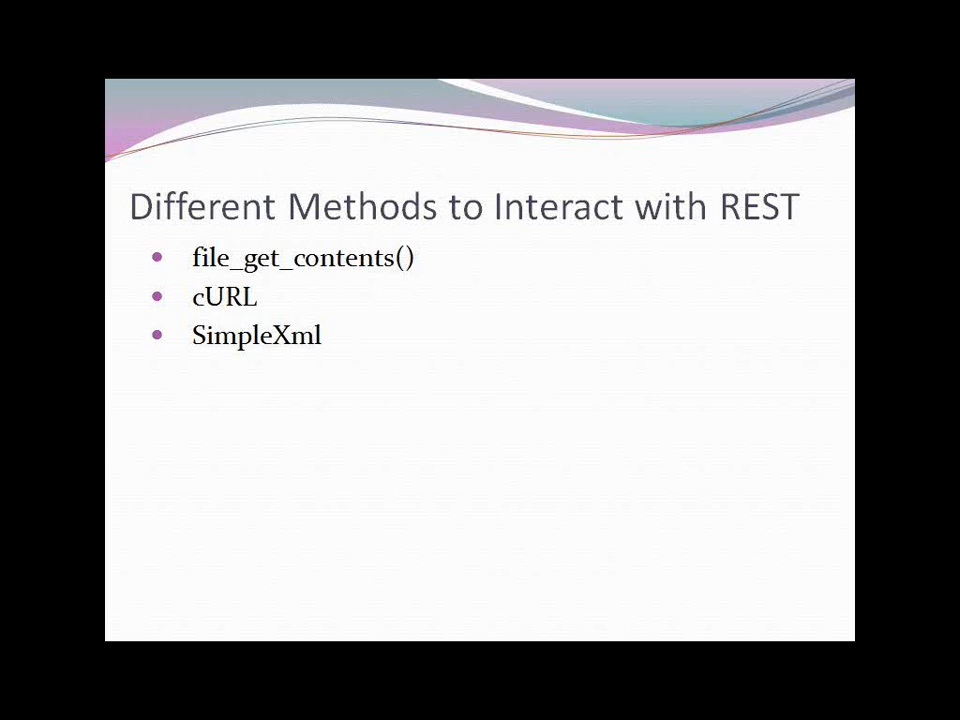 Different Methods to Interact with REST
file_get_contents()
cURL
SimpleXml